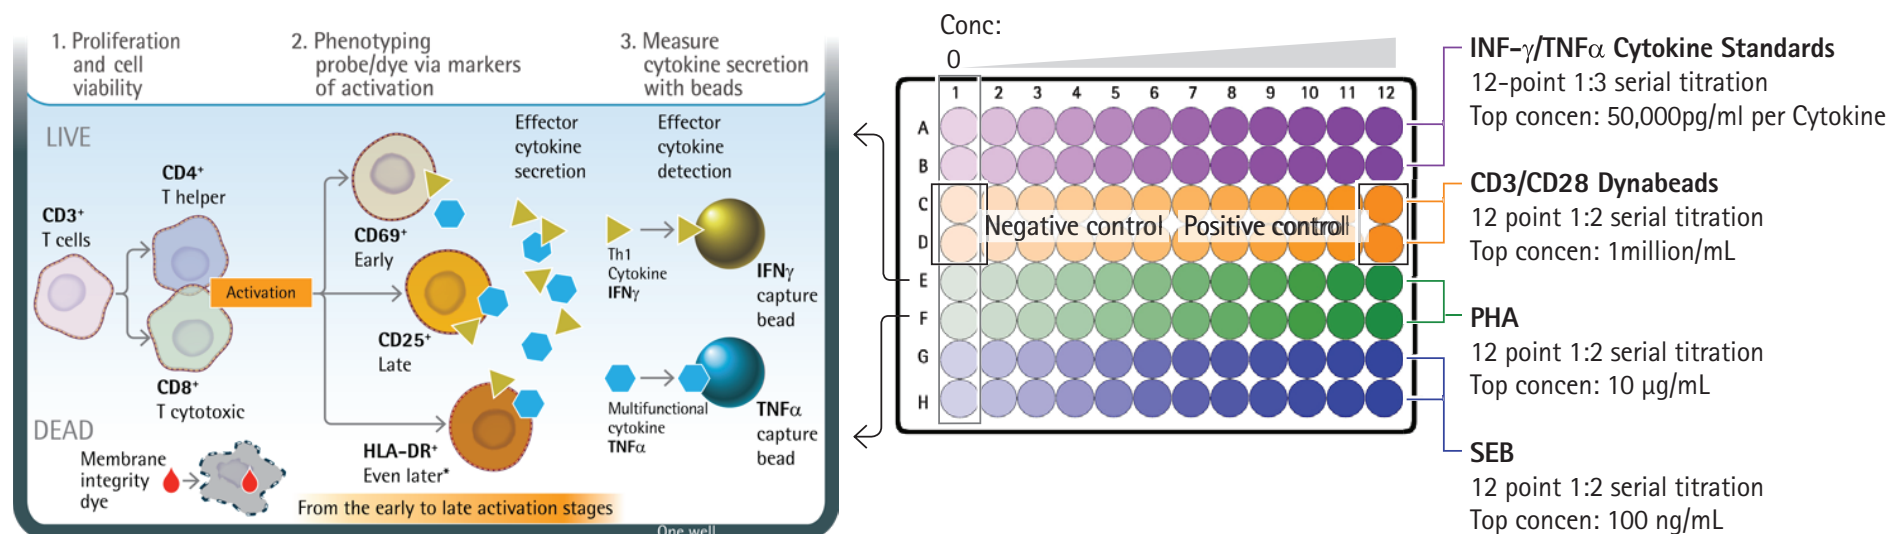 1. Proliferation
and cell
viability
2. Phenotyping
probe/dye via markers
of activation
3. Measure
cytokine secretion
with beads
LIVE
CD3⁺
T cells
CD4⁺
T helper
CD8⁺
T cytotoxic
Activation
CD69⁺
Early
CD25⁺
Late
HLA-DR⁺
Even later*
Effector
cytokine
secretion
Effector
cytokine
detection
Th1
Cytokine
IFNγ
IFNγ
capture
bead
Multifunctional
cytokine
TNFα
TNFα
capture
bead
DEAD
Membrane
integrity
dye
From the early to late activation stages
One well
Conc:
0
1 2 3 4 5 6 7 8 9 10 11 12
A
B
C
D
E
F
G
H
Negative control
Positive control
INF-γ/TNFα Cytokine Standards
12-point 1:3 serial titration
Top concen: 50,000pg/ml per Cytokine
CD3/CD28 Dynabeads
12 point 1:2 serial titration
Top concen: 1million/mL
PHA
12 point 1:2 serial titration
Top concen: 10 μg/mL
SEB
12 point 1:2 serial titration
Top concen: 100 ng/mL